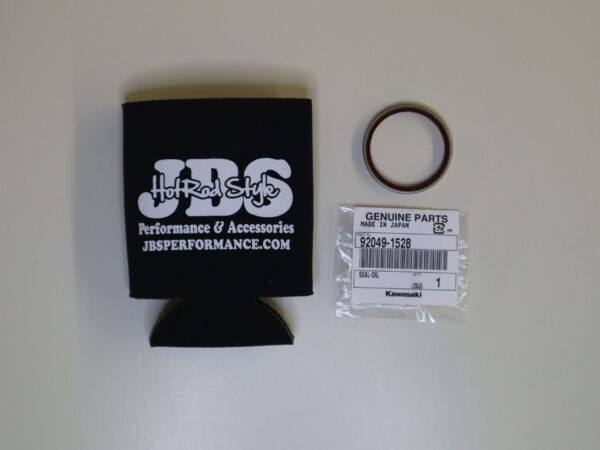 JBS
HotRod Style
Performance & Accessories
JBSPERFORMANCE.COM
GENUINE PARTS
MADE IN JAPAN
92049-1528
SEAL-OIL
1
Kawasaki